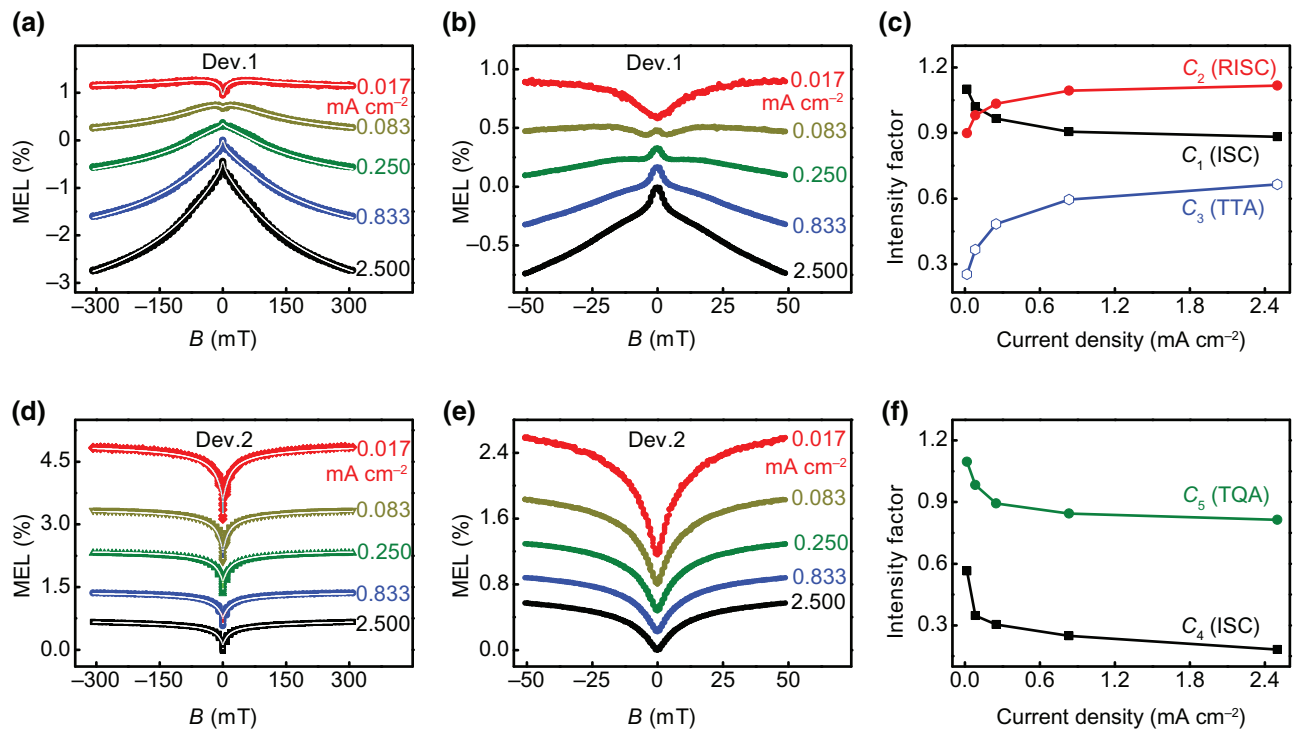 (a)
Dev.1
0.017
mA cm⁻²
0.083
0.250
0.833
2.500
1
0
−1
−2
−3
MEL (%)
−300 −150 0 150 300
B (mT)
(b)
Dev.1
0.017
mA cm⁻²
0.083
0.250
0.833
2.500
1.0
0.5
0.0
−0.5
MEL (%)
−50 −25 0 25 50
B (mT)
(c)
C₂ (RISC)
C₁ (ISC)
C₃ (TTA)
1.2
0.9
0.6
0.3
Intensity factor
0.0 0.6 1.2 1.8 2.4
Current density (mA cm⁻²)
(d)
Dev.2
0.017
mA cm⁻²
0.083
0.250
0.833
2.500
4.5
3.0
1.5
0.0
MEL (%)
−300 −150 0 150 300
B (mT)
(e)
Dev.2
0.017
mA cm⁻²
0.083
0.250
0.833
2.500
2.4
1.6
0.8
0.0
MEL (%)
−50 −25 0 25 50
B (mT)
(f)
C₅ (TQA)
C₄ (ISC)
1.2
0.9
0.6
0.3
Intensity factor
0.0 0.6 1.2 1.8 2.4
Current density (mA cm⁻²)